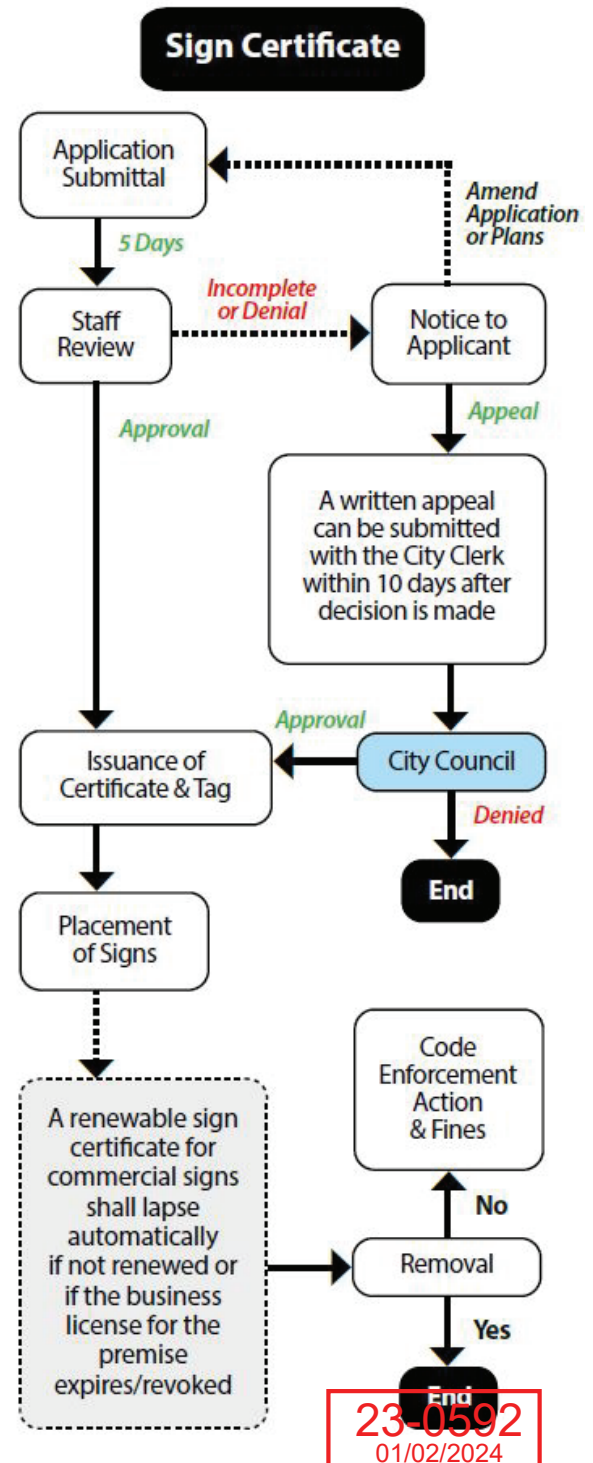 Sign Certificate
Application
Submittal
Amend
Application
or Plans
5 Days
Incomplete
or Denial
Staff
Review
Notice to
Applicant
Approval
Appeal
A written appeal
can be submitted
with the City Clerk
within 10 days after
decision is made
Approval
Issuance of
Certificate & Tag
City Council
Denied
End
Placement
of Signs
Code
Enforcement
Action
& Fines
A renewable sign
certificate for
commercial signs
shall lapse
automatically
if not renewed or
if the business
license for the
premise
expires/revoked
No
Removal
Yes
End
23-0592
01/02/2024